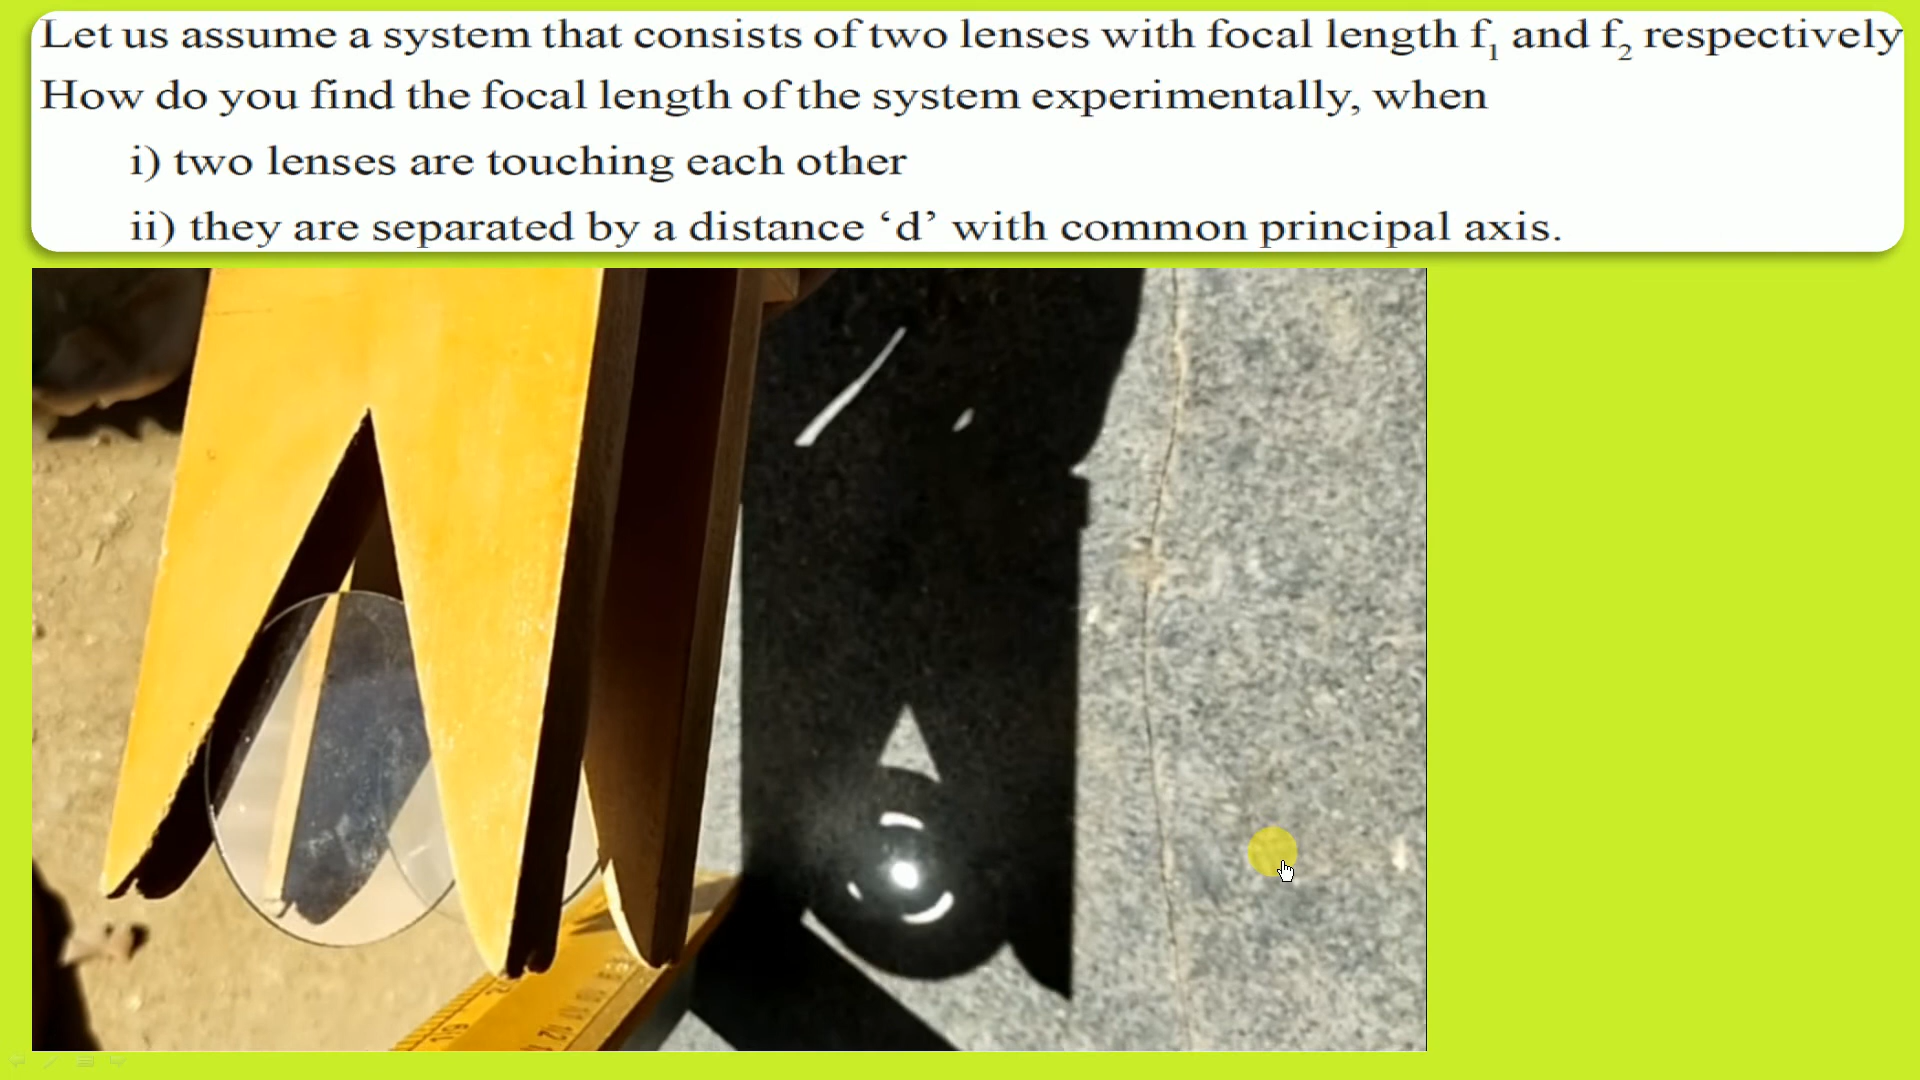 Let us assume a system that consists of two lenses with focal length f₁ and f₂ respectively
How do you find the focal length of the system experimentally, when
i) two lenses are touching each other
ii) they are separated by a distance ‘d’ with common principal axis.